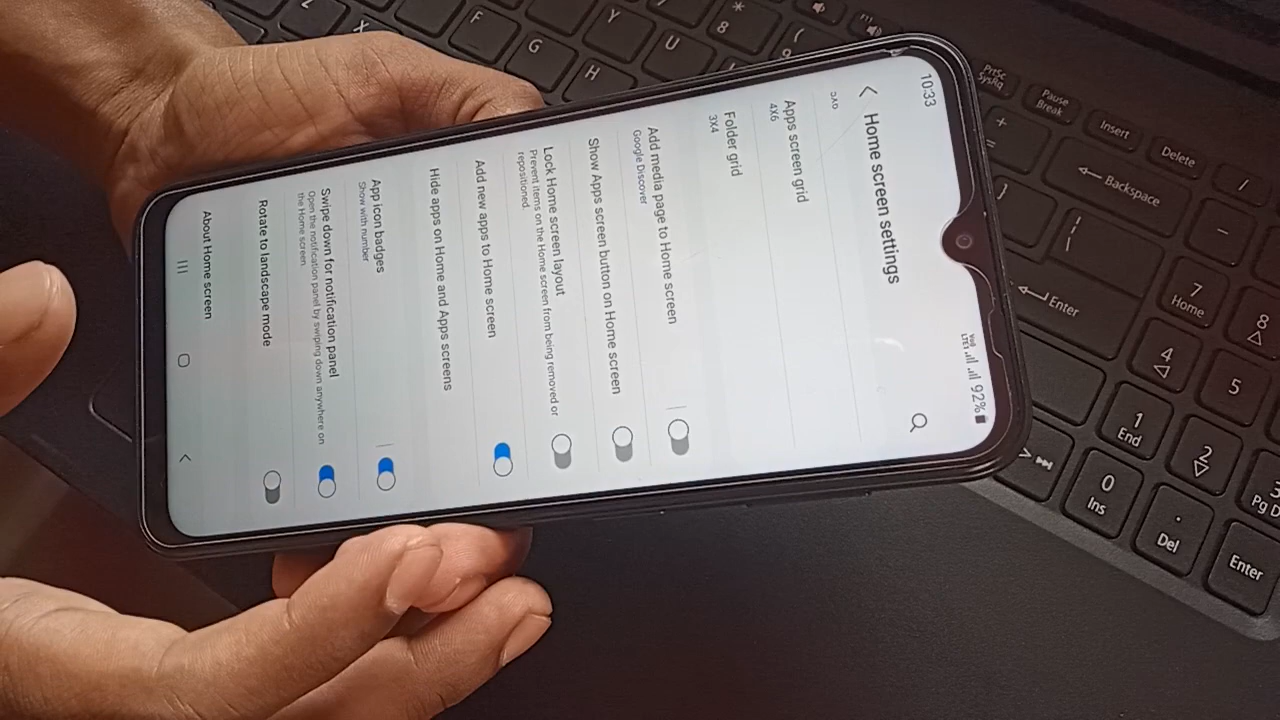 10:33
92%
Home screen settings
5X5
Apps screen grid
4X6
Folder grid
3X4
Add media page to Home screen
Google Discover
Show Apps screen button on Home screen
Lock Home screen layout
Prevent items on the Home screen from being removed or
repositioned.
Add new apps to Home screen
Hide apps on Home and Apps screens
App icon badges
Show with number
Swipe down for notification panel
Open the notification panel by swiping down anywhere on
the Home screen
Rotate to landscape mode
About Home screen
F
G
H
Y
U
X
*
8
(
PrtSc
SysRq
Pause
Break
Insert
Delete
/
+
=
Backspace
-
}
|
\
Enter
7
Home
8
4
5
1
End
2
3
Pg D
0
Ins
.
Del
Enter